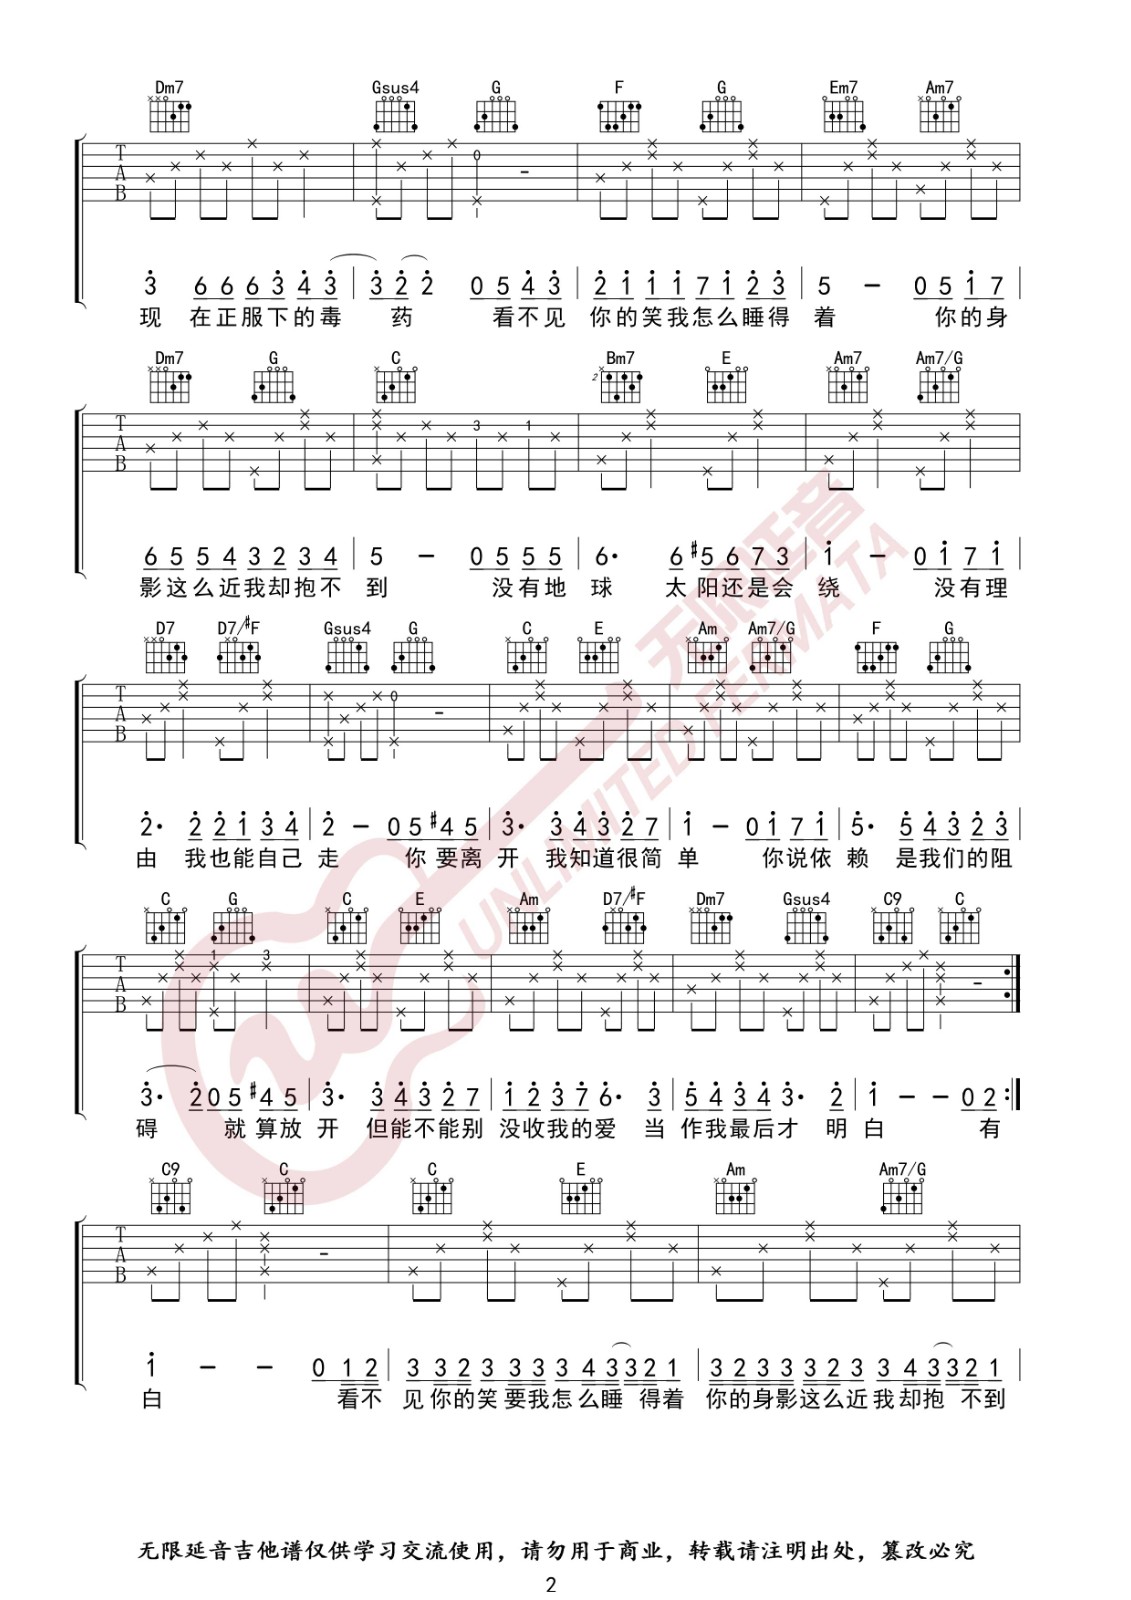 Dm7 Gsus4 G F G Em7 Am7
T A B
0 -
3 6 6 6 3 4 3 3 2 2 0 5 4 3 2 1 1 1 7 1 2 3 5 — 0 5 1 7
现 在正服下的毒 药 看不见 你的笑我怎么睡得 着 你的身
Dm7 G C Bm7 E Am7 Am7/G
2
T A B
3 1
6 5 5 4 3 2 3 4 5 — 0 5 5 5 6· 6 #5 6 7 3 1 — 0 1 7 1
影这么近我却抱不 到 没有地 球 太阳还是会 绕 没有理
D7 D7/#F Gsus4 G C E Am Am7/G F G
T A B
0 -
2· 2 2 1 3 4 2 — 0 5 #4 5 3· 3 4 3 2 7 1 — 0 1 7 1 5· 5 4 3 2 3
由 我也能自己 走 你要离 开 我知道很简 单 你说依 赖 是我们的阻
C G C E Am D7/#F Dm7 Gsus4 C9 C
T A B
1 3 -
3· 2 0 5 #4 5 3· 3 4 3 2 7 1 2 3 7 6· 3 5 4 3 4 3· 2 1 — — 0 2 :
碍 就算放 开 但能不能别 没收我的爱 当 作我最后才 明 白 有
C9 C C E Am Am7/G
T A B
-
1 — — 0 1 2 3 3 2 3 3 3 4 3 3 2 1 3 2 3 3 3 2 3 3 4 3 3 2 1
白 看不 见你的笑要我怎么睡 得着 你的身影这么近我却抱 不到
无限延音 UNLIMITED FERMATA
无限延音吉他谱仅供学习交流使用，请勿用于商业，转载请注明出处，篡改必究
2